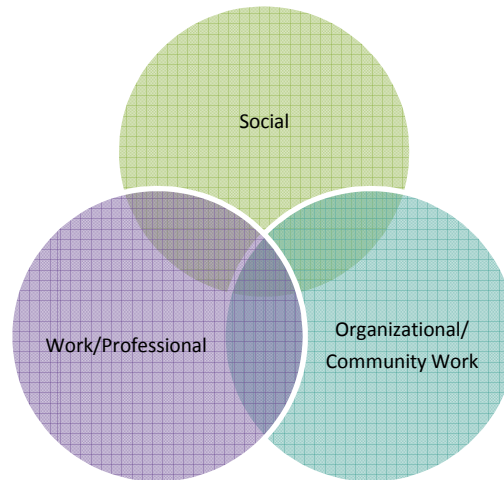 Social
Work/Professional
Organizational/
Community Work